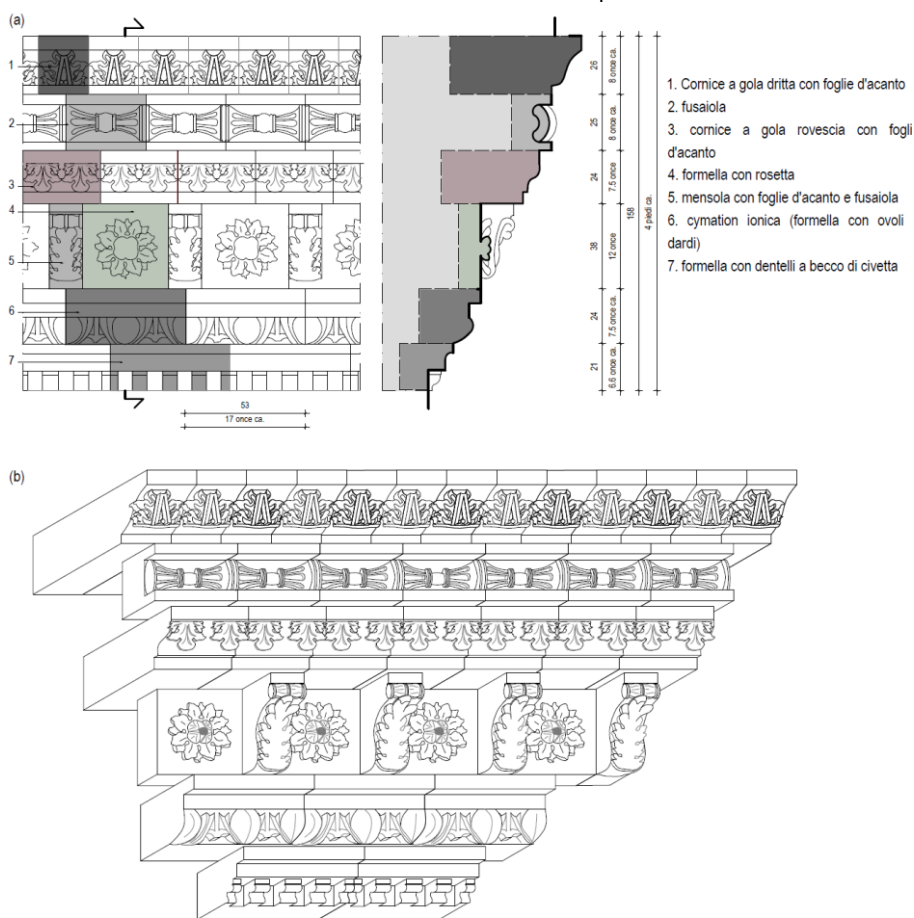 (a)
1
2
3
4
5
6
7
53
17 once ca.
26
8 once ca.
25
8 once ca.
24
7.5 once
38
12 once
24
7.5 once ca.
21
6.6 once ca.
158
4 piedi ca.
1. Cornice a gola dritta con foglie d'acanto
2. fusaiola
3. cornice a gola rovescia con fogli
d'acanto
4. formella con rosetta
5. mensola con foglie d'acanto e fusaiola
6. cymation ionica (formella con ovoli
dardi)
7. formella con dentelli a becco di civetta
(b)